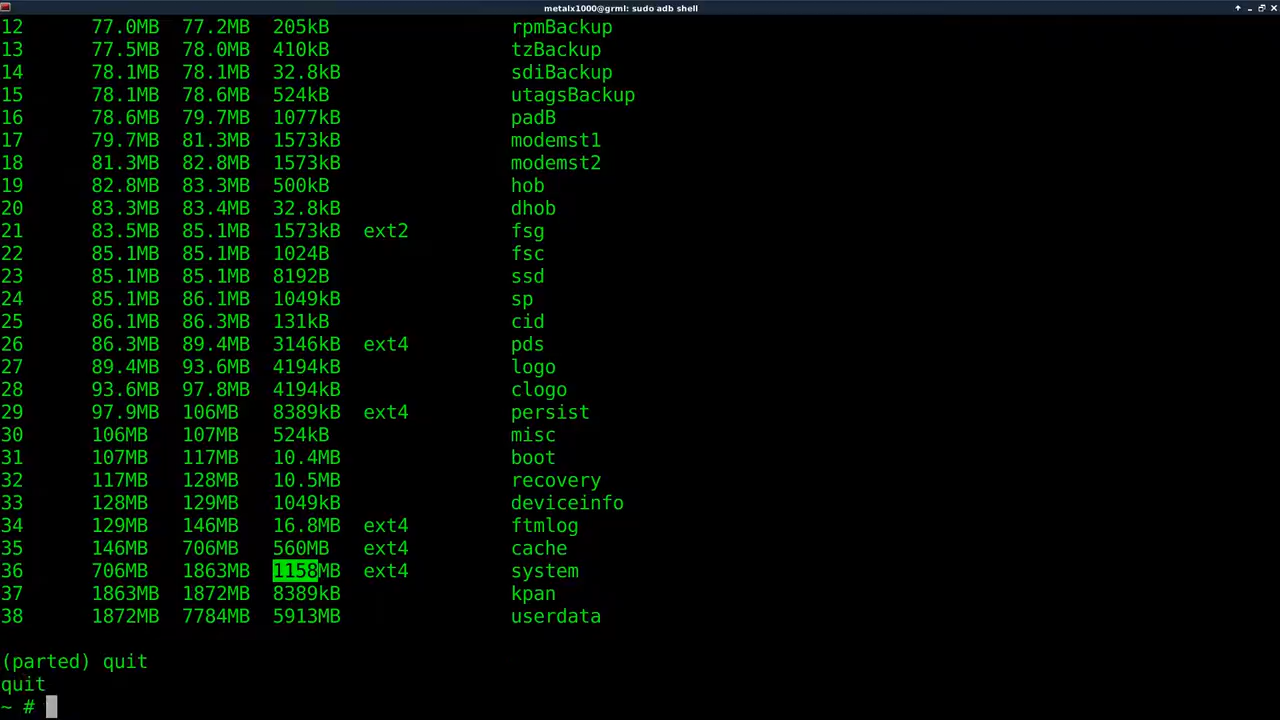 metalx1000@grml: sudo adb shell
12 77.0MB 77.2MB 205kB rpmBackup
13 77.5MB 78.0MB 410kB tzBackup
14 78.1MB 78.1MB 32.8kB sdiBackup
15 78.1MB 78.6MB 524kB utagsBackup
16 78.6MB 79.7MB 1077kB padB
17 79.7MB 81.3MB 1573kB modemst1
18 81.3MB 82.8MB 1573kB modemst2
19 82.8MB 83.3MB 500kB hob
20 83.3MB 83.4MB 32.8kB dhob
21 83.5MB 85.1MB 1573kB ext2 fsg
22 85.1MB 85.1MB 1024B fsc
23 85.1MB 85.1MB 8192B ssd
24 85.1MB 86.1MB 1049kB sp
25 86.1MB 86.3MB 131kB cid
26 86.3MB 89.4MB 3146kB ext4 pds
27 89.4MB 93.6MB 4194kB logo
28 93.6MB 97.8MB 4194kB clogo
29 97.9MB 106MB 8389kB ext4 persist
30 106MB 107MB 524kB misc
31 107MB 117MB 10.4MB boot
32 117MB 128MB 10.5MB recovery
33 128MB 129MB 1049kB deviceinfo
34 129MB 146MB 16.8MB ext4 ftmlog
35 146MB 706MB 560MB ext4 cache
36 706MB 1863MB 1158MB ext4 system
37 1863MB 1872MB 8389kB kpan
38 1872MB 7784MB 5913MB userdata
(parted) quit
quit
~ #